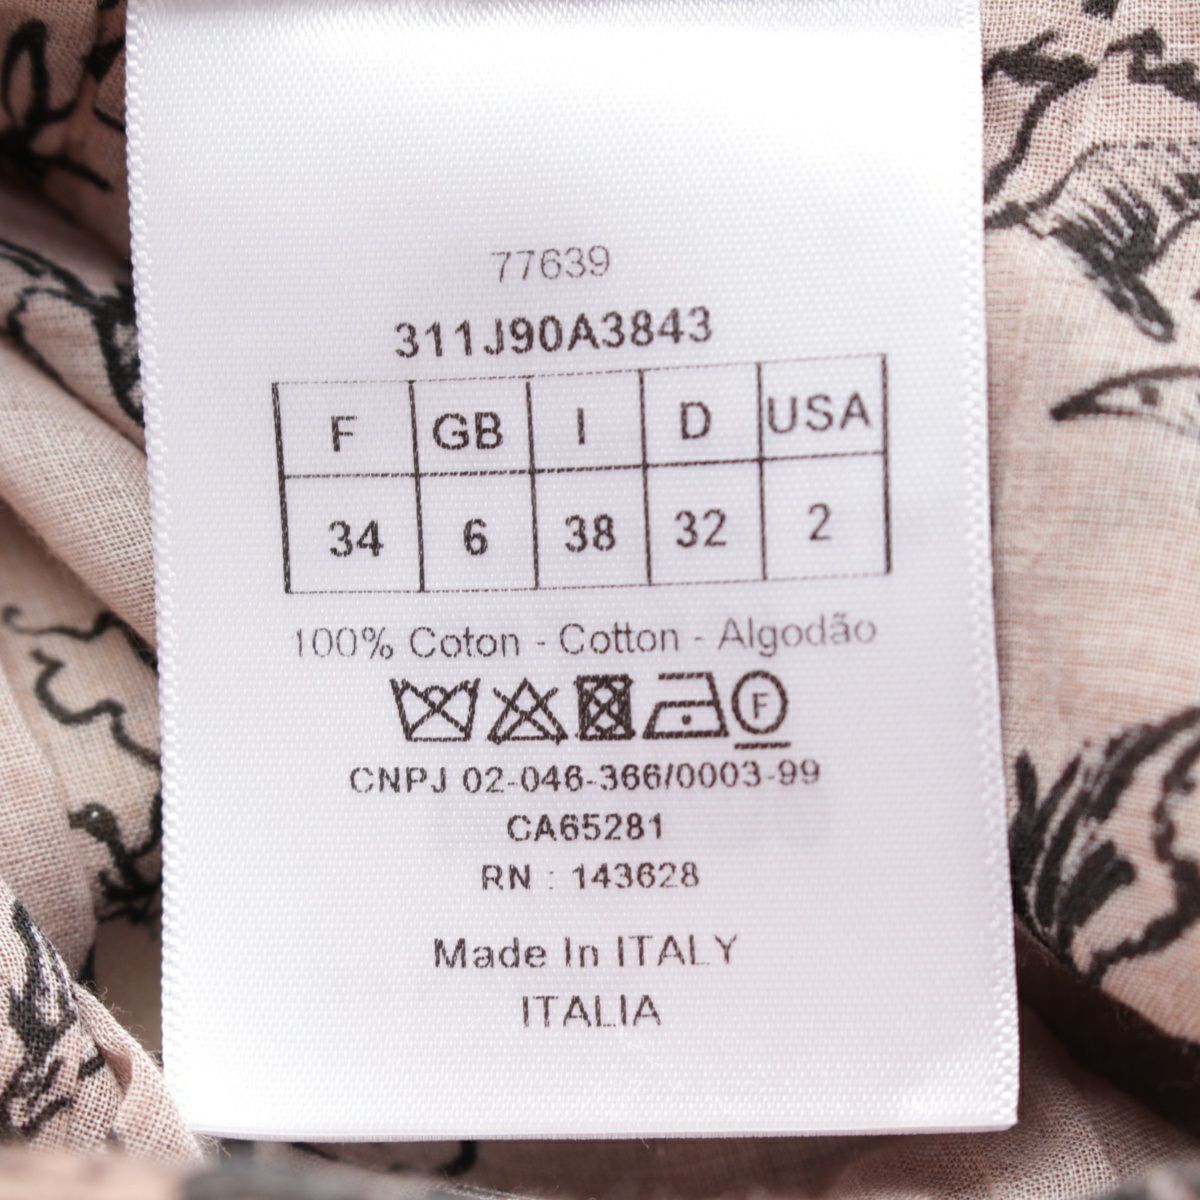 77639
311J90A3843
F GB I D USA
34 6 38 32 2
100% Coton - Cotton - Algodão
F
CNPJ 02-046-366/0003-99
CA65281
RN : 143628
Made In ITALY
ITALIA